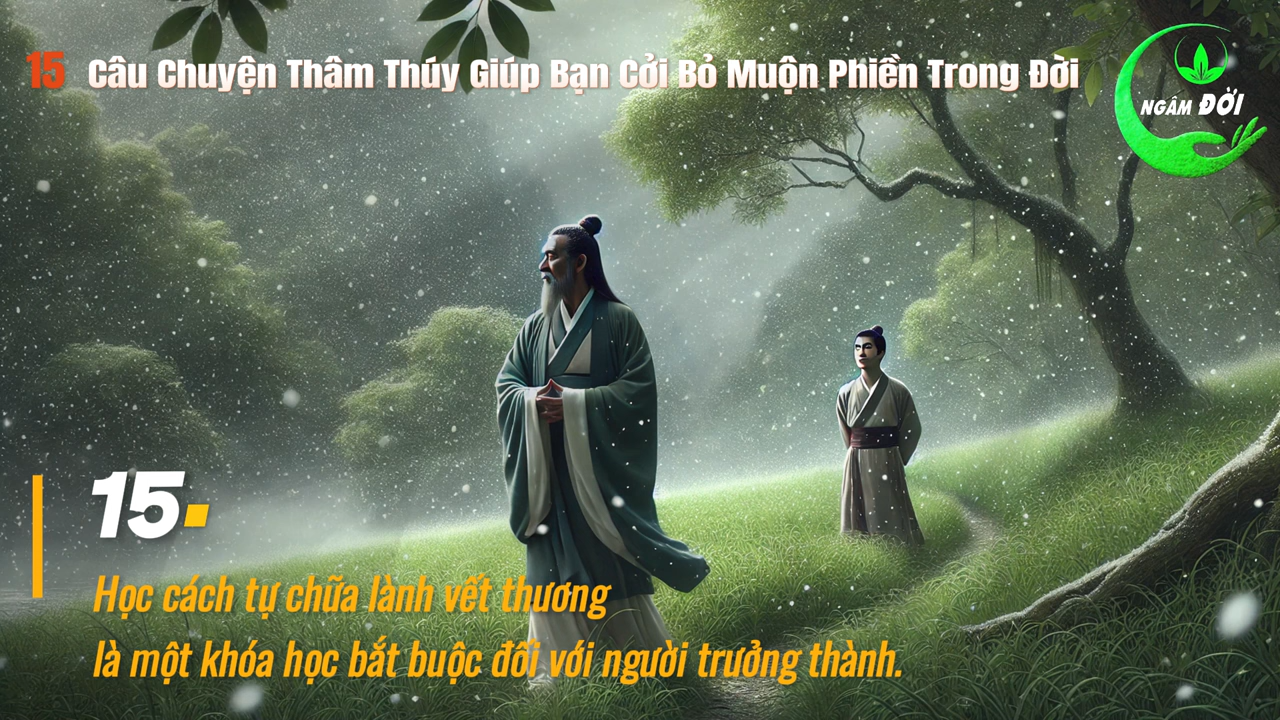 15 Câu Chuyện Thâm Thúy Giúp Bạn Cởi Bỏ Muộn Phiền Trong Đời
NGÂM ĐỜI
15.
Học cách tự chữa lành vết thương
là một khóa học bắt buộc đối với người trưởng thành.